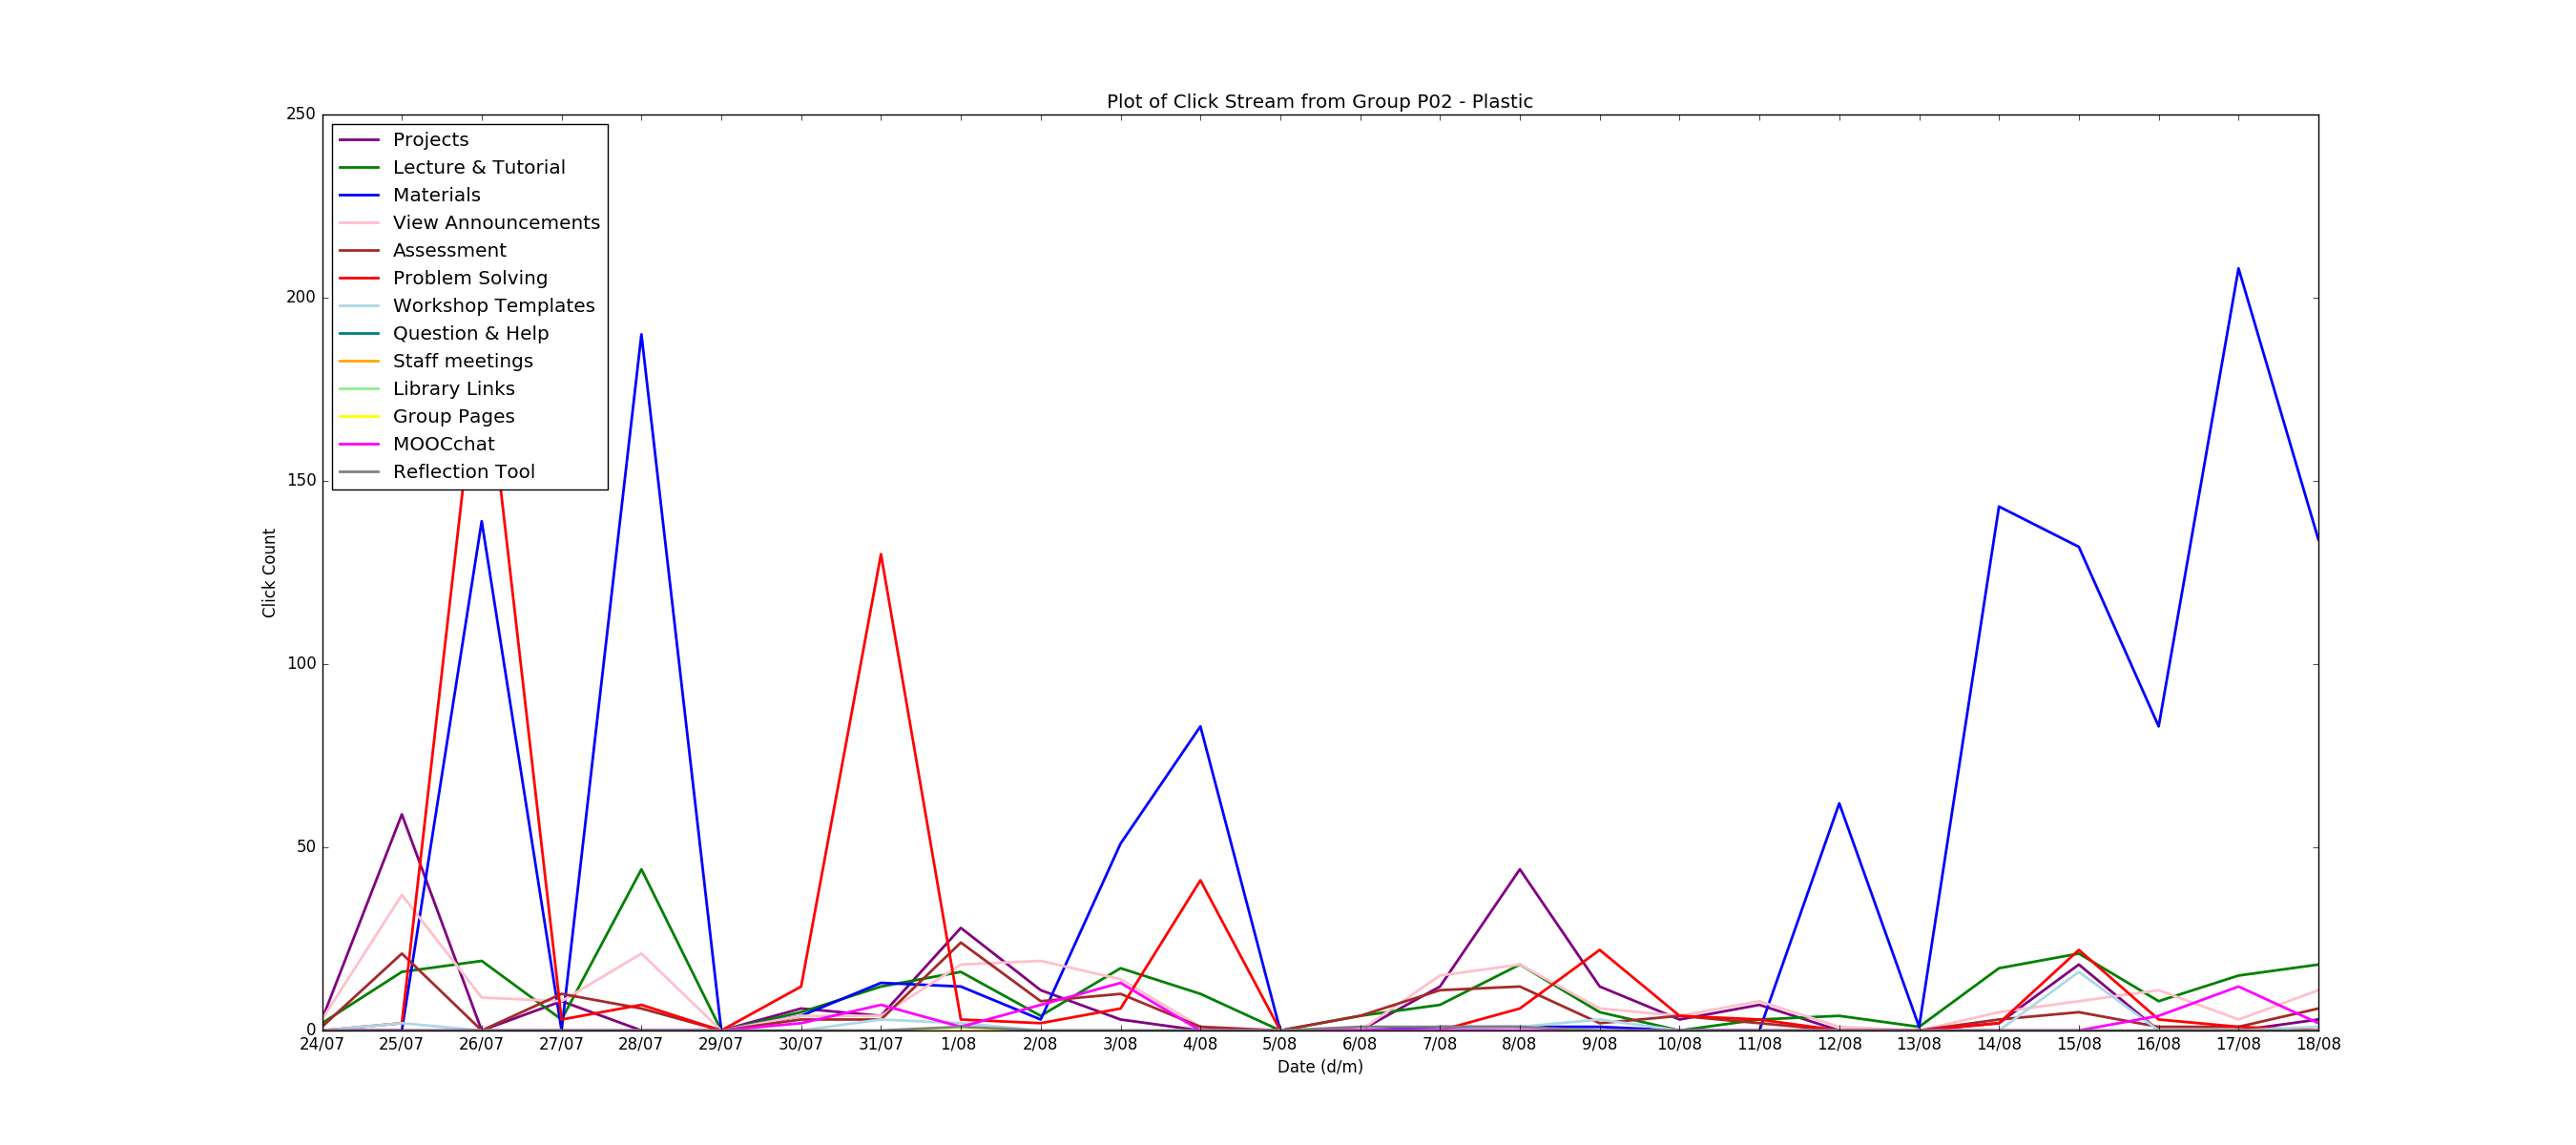 Plot of Click Stream from Group P02 - Plastic
250
200
150
100
50
0
Click Count
Projects
Lecture & Tutorial
Materials
View Announcements
Assessment
Problem Solving
Workshop Templates
Question & Help
Staff meetings
Library Links
Group Pages
MOOCchat
Reflection Tool
24/07 25/07 26/07 27/07 28/07 29/07 30/07 31/07 1/08 2/08 3/08 4/08 5/08 6/08 7/08 8/08 9/08 10/08 11/08 12/08 13/08 14/08 15/08 16/08 17/08 18/08
Date (d/m)